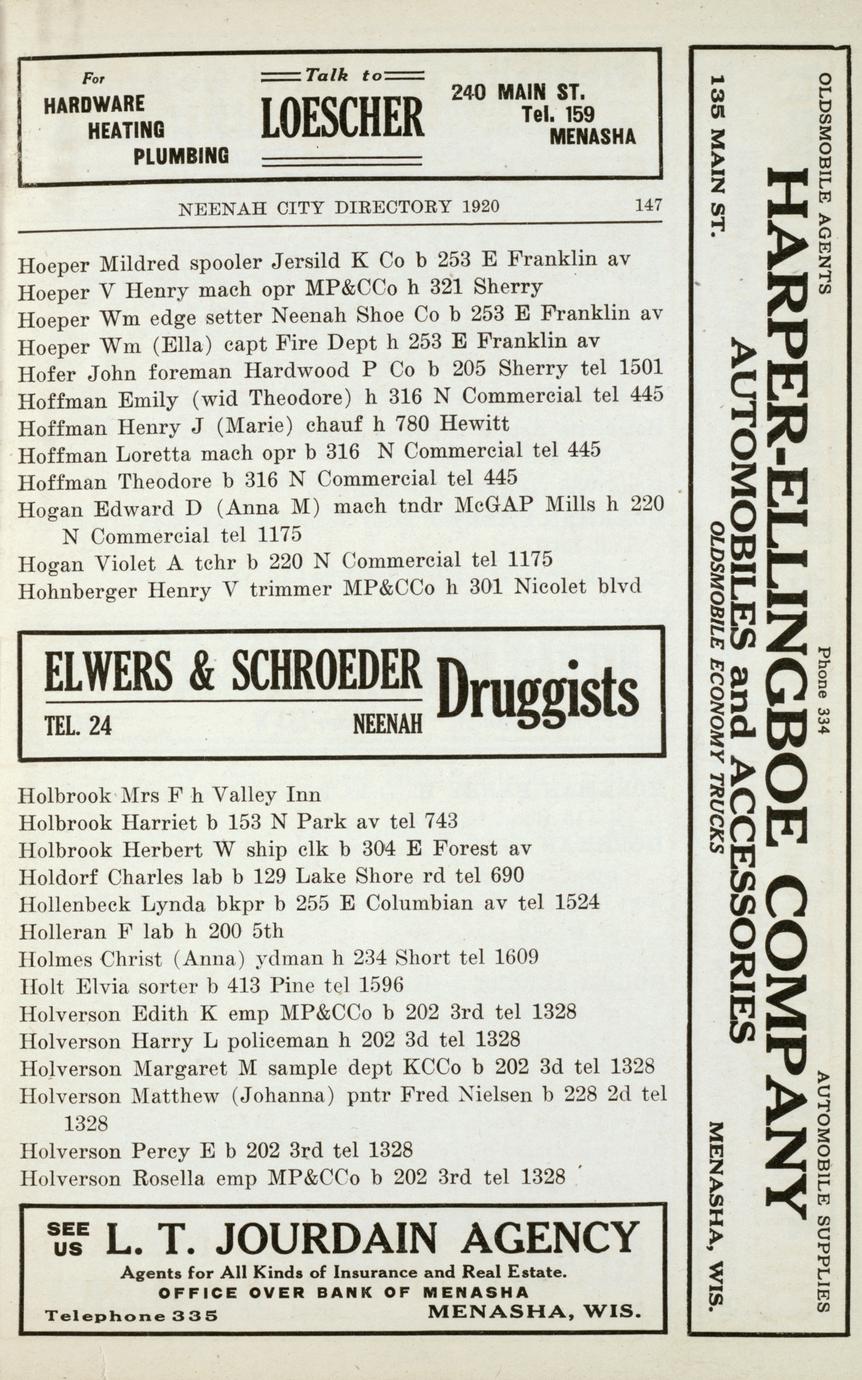 For
HARDWARE
HEATING
PLUMBING
Talk to
LOESCHER
240 MAIN ST.
Tel. 159
MENASHA
NEENAH CITY DIRECTORY 1920 147
Hoeper Mildred spooler Jersild K Co b 253 E Franklin av
Hoeper V Henry mach opr MP&CCo h 321 Sherry
Hoeper Wm edge setter Neenah Shoe Co b 253 E Franklin av
Hoeper Wm (Ella) capt Fire Dept h 253 E Franklin av
Hofer John foreman Hardwood P Co b 205 Sherry tel 1501
Hoffman Emily (wid Theodore) h 316 N Commercial tel 445
Hoffman Henry J (Marie) chauf h 780 Hewitt
Hoffman Loretta mach opr b 316 N Commercial tel 445
Hoffman Theodore b 316 N Commercial tel 445
Hogan Edward D (Anna M) mach tndr McGAP Mills h 220
N Commercial tel 1175
Hogan Violet A tchr b 220 N Commercial tel 1175
Hohnberger Henry V trimmer MP&CCo h 301 Nicolet blvd
ELWERS & SCHROEDER
TEL. 24 NEENAH
Druggists
Holbrook Mrs F h Valley Inn
Holbrook Harriet b 153 N Park av tel 743
Holbrook Herbert W ship clk b 304 E Forest av
Holdorf Charles lab b 129 Lake Shore rd tel 690
Hollenbeck Lynda bkpr b 255 E Columbian av tel 1524
Holleran F lab h 200 5th
Holmes Christ (Anna) ydman h 234 Short tel 1609
Holt Elvia sorter b 413 Pine tel 1596
Holverson Edith K emp MP&CCo b 202 3rd tel 1328
Holverson Harry L policeman h 202 3d tel 1328
Holverson Margaret M sample dept KCCo b 202 3d tel 1328
Holverson Matthew (Johanna) pntr Fred Nielsen b 228 2d tel
1328
Holverson Percy E b 202 3rd tel 1328
Holverson Rosella emp MP&CCo b 202 3rd tel 1328
SEE
US
L. T. JOURDAIN AGENCY
Agents for All Kinds of Insurance and Real Estate.
OFFICE OVER BANK OF MENASHA
Telephone 335 MENASHA, WIS.
OLDSMOBILE AGENTS Phone 334 AUTOMOBILE SUPPLIES
HARPER-ELLINGBOE COMPANY
AUTOMOBILES and ACCESSORIES
135 MAIN ST. OLDSMOBILE ECONOMY TRUCKS MENASHA, WIS.